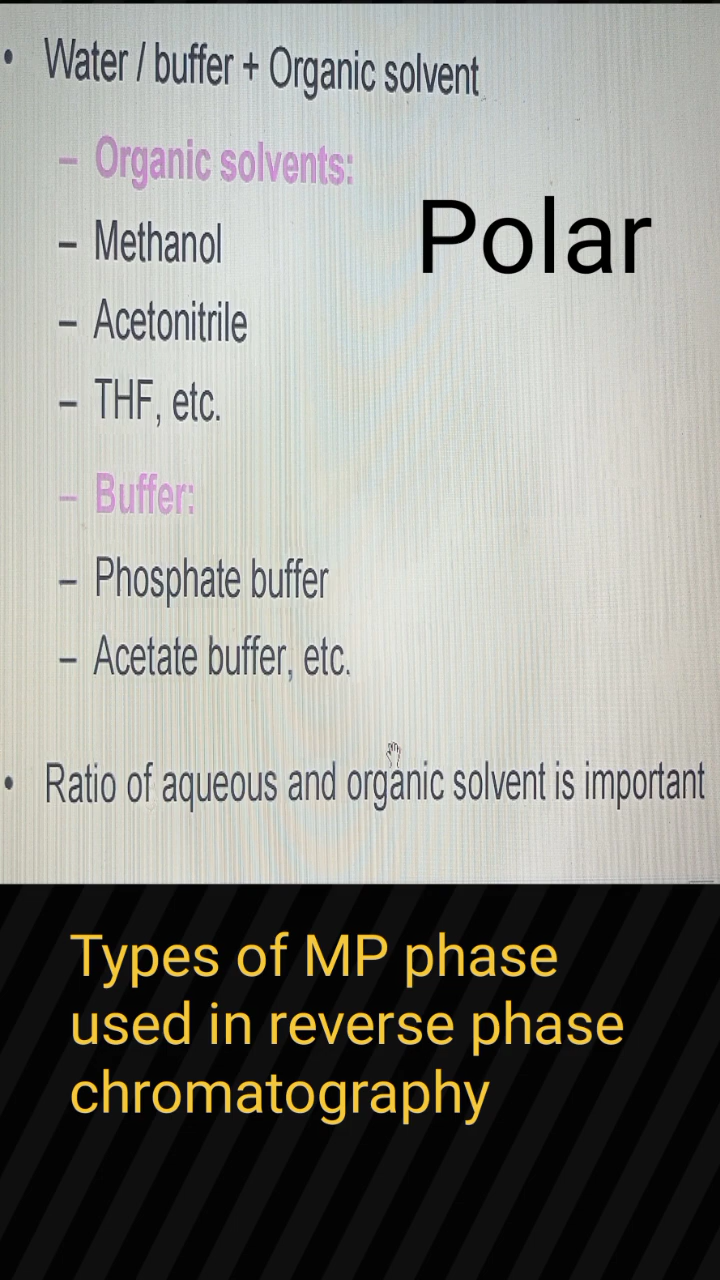 • Water / buffer + Organic solvent
– Organic solvents:
– Methanol
Polar
– Acetonitrile
– THF, etc.
– Buffer:
– Phosphate buffer
– Acetate buffer, etc.
• Ratio of aqueous and organic solvent is important
Types of MP phase
used in reverse phase
chromatography